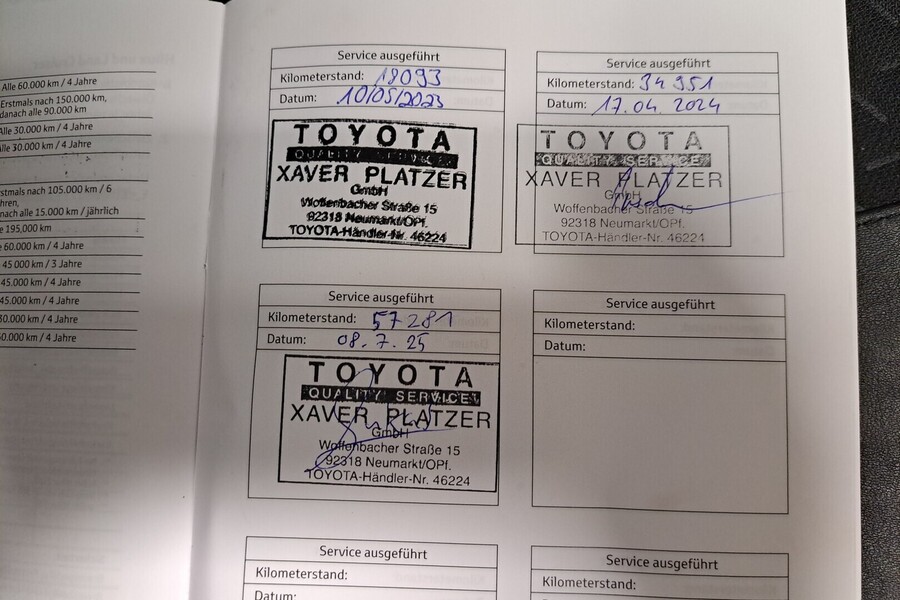 Alle 60.000 km / 4 Jahre
Erstmals nach 150.000 km,
danach alle 90.000 km
Alle 30.000 km / 4 Jahre
Alle 30.000 km / 4 Jahre
stmals nach 105.000 km / 6
hren,
nach alle 15.000 km / jährlich
e 195,000 km
60.000 km / 4 Jahre
45.000 km / 3 Jahre
45.000 km / 4 Jahre
45.000 km / 4 Jahre
0.000 km / 4 Jahre
0.000 km / 4 Jahre
Service ausgeführt
Kilometerstand: 18093
Datum: 10/05/2023
TOYOTA
QUALITY SERVICE
XAVER PLATZER
GmbH
Woffenbacher Straße 15
92318 Neumarkt/OPf.
TOYOTA-Händler-Nr. 46224
Service ausgeführt
Kilometerstand: 34951
Datum: 17.04.2024
TOYOTA
QUALITY SERVICE
XAVER PLATZER
GmbH
Woffenbacher Straße 15
92318 Neumarkt/OPf.
TOYOTA-Händler-Nr. 46224
Service ausgeführt
Kilometerstand: 57281
Datum: 08.7.25
TOYOTA
QUALITY SERVICE
XAVER PLATZER
GmbH
Woffenbacher Straße 15
92318 Neumarkt/OPf.
TOYOTA-Händler-Nr. 46224
Service ausgeführt
Kilometerstand:
Datum:
Service ausgeführt
Kilometerstand:
Datum:
Service ausgeführt
Kilometerstand: